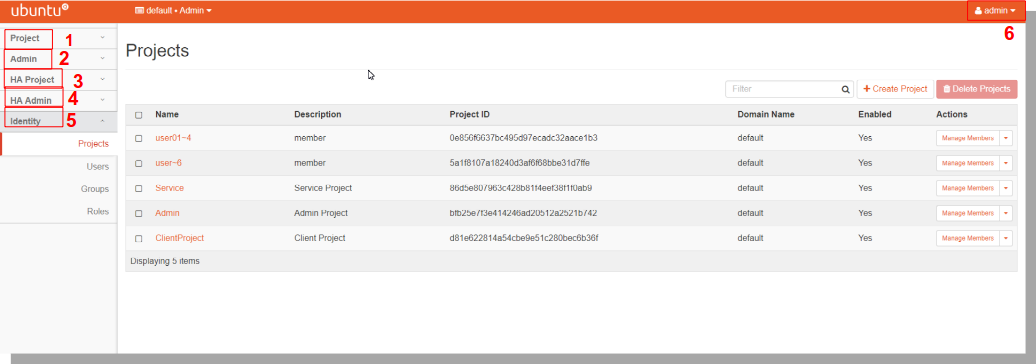 ubuntu®
default • Admin
admin
6
Project 1
Admin 2
HA Project 3
HA Admin 4
Identity 5
Projects
Users
Groups
Roles
Projects
Filter
+ Create Project
Delete Projects
Name Description Project ID Domain Name Enabled Actions
user01-4 member 0e856f6637bc495d97ecadc32aace1b3 default Yes Manage Members
user-6 member 5a1f8107a18240d3af6f68bbe31d7ffe default Yes Manage Members
Service Service Project 86d5e807963c428b81f4eef38f1f0ab9 default Yes Manage Members
Admin Admin Project bfb25e7f3e414246ad20512a2521b742 default Yes Manage Members
ClientProject Client Project d81e622814a54cbe9e51c280bec6b36f default Yes Manage Members
Displaying 5 items